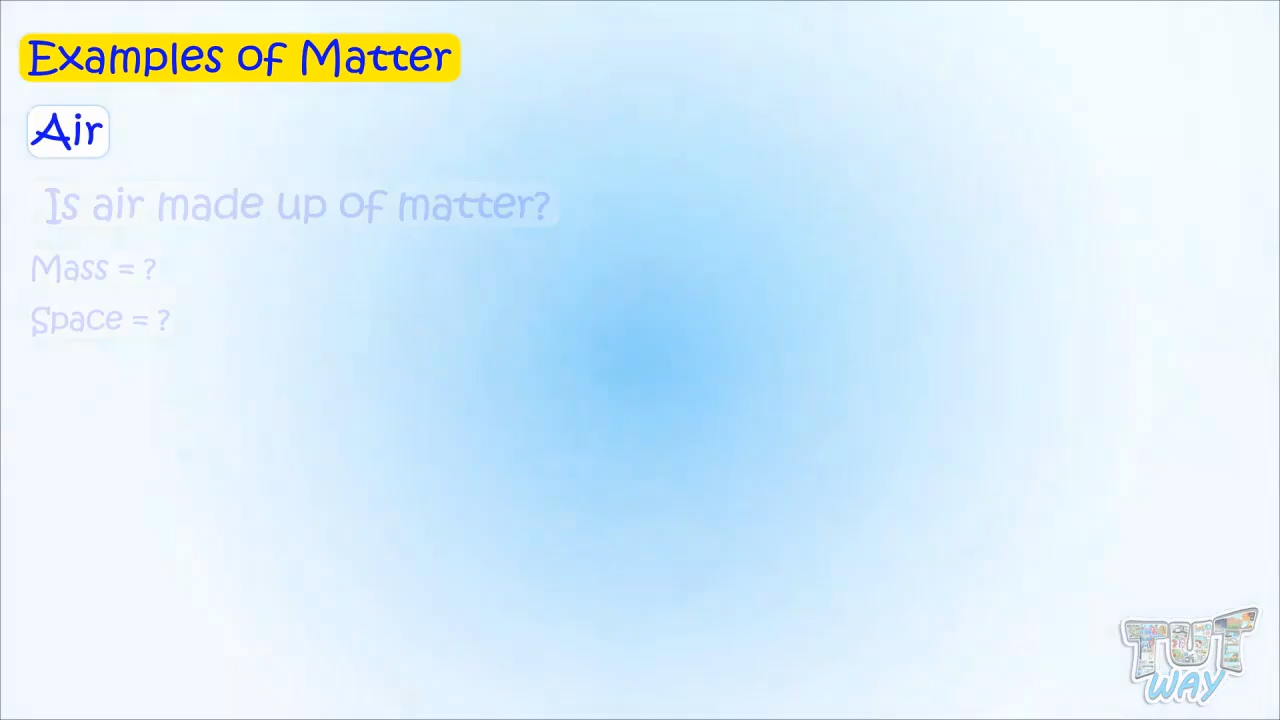 Examples of Matter
Air
Is air made up of matter?
Mass = ?
Space = ?
TUT
WAY